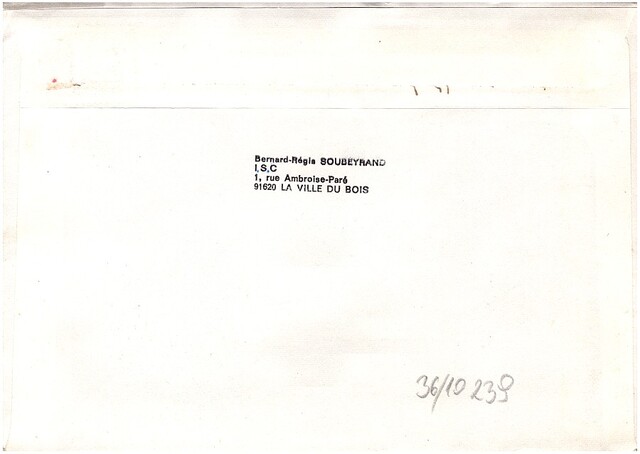 Bernard-Régis SOUBEYRAND
I.S.C
1, rue Ambroise-Paré
91620 LA VILLE DU BOIS
36/10 239